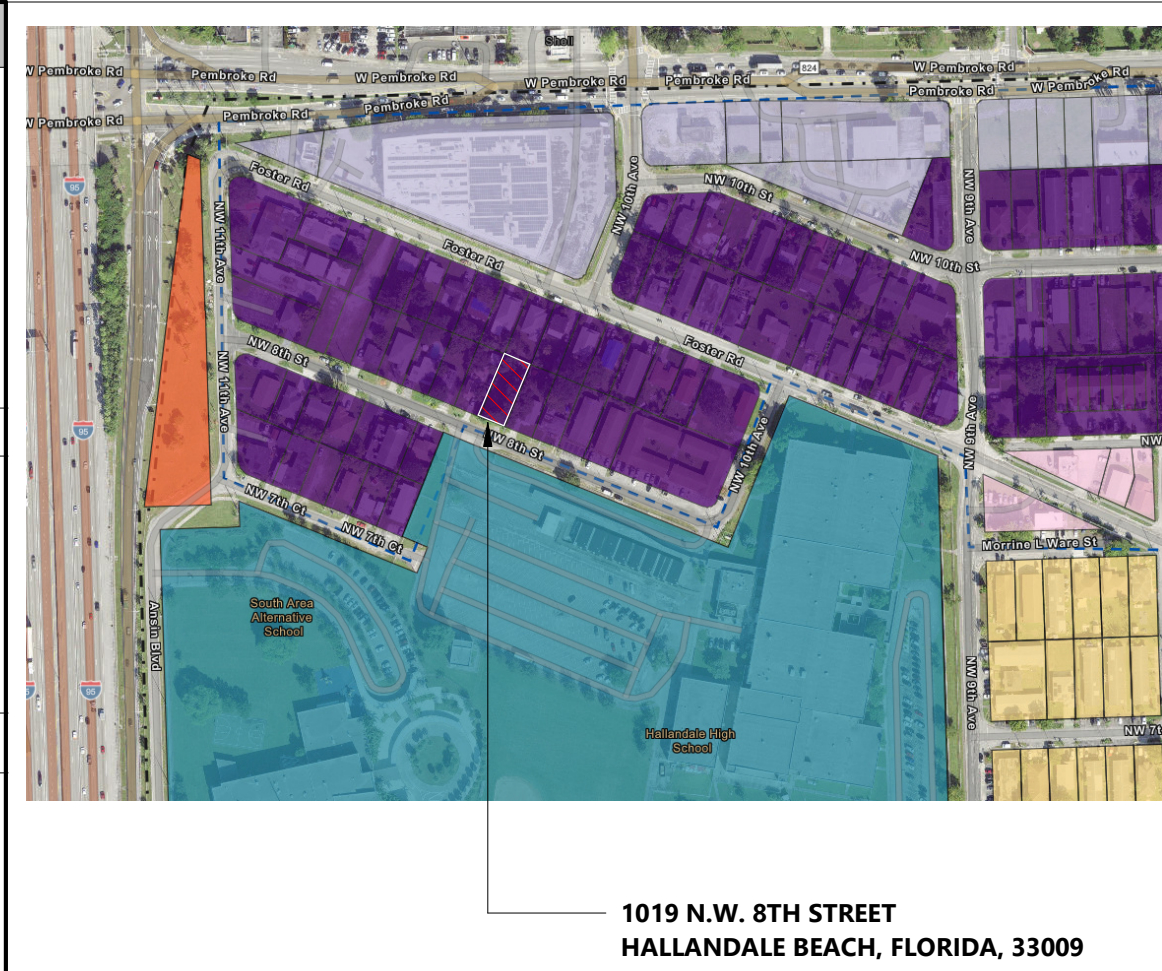 Shell
W Pembroke Rd
Pembroke Rd
W Pembroke Rd
W Pembroke Rd
Pembroke Rd
824
W Pembroke Rd
W Pembroke Rd
Pembroke Rd
Pembroke Rd
Pembroke Rd
W Pembroke Rd
95
Foster Rd
NW 10th St
NW 10th Ave
NW 9th Ave
NW 11th Ave
Foster Rd
NW 10th St
NW 8th St
Foster Rd
NW 11th Ave
95
NW 8th St
NW 10th Ave
NW 9th Ave
NW
NW 7th Ct
NW 7th Ct
Morrine L Ware St
South Area
Alternative
School
Ansin Blvd
95
NW 9th Ave
Hallandale High
School
NW 7t
1019 N.W. 8TH STREET
HALLANDALE BEACH, FLORIDA, 33009